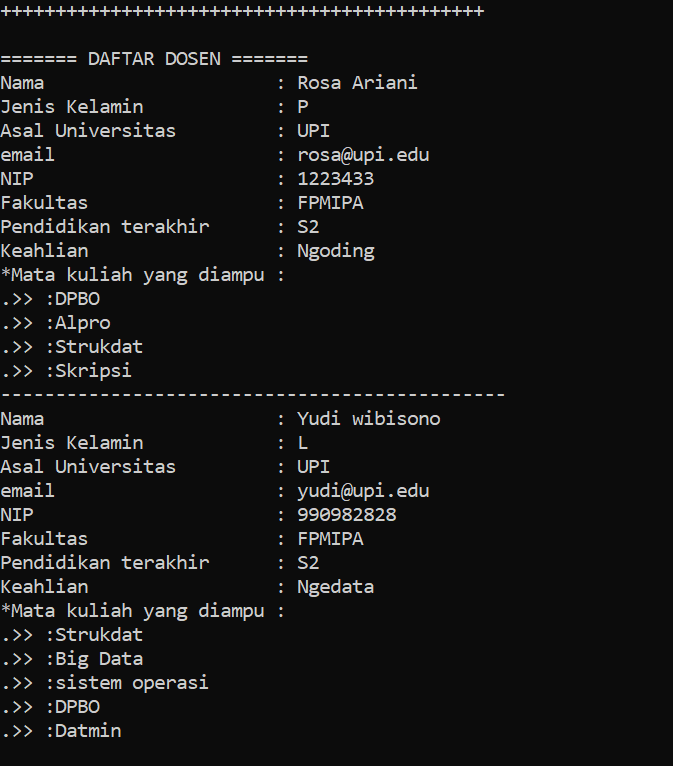 ++++++++++++++++++++++++++++++++++++++++++++
======= DAFTAR DOSEN =======
Nama                     : Rosa Ariani
Jenis Kelamin            : P
Asal Universitas         : UPI
email                    : rosa@upi.edu
NIP                      : 1223433
Fakultas                 : FPMIPA
Pendidikan terakhir      : S2
Keahlian                 : Ngoding
*Mata kuliah yang diampu :
.>> :DPBO
.>> :Alpro
.>> :Strukdat
.>> :Skripsi
----------------------------------------------
Nama                     : Yudi wibisono
Jenis Kelamin            : L
Asal Universitas         : UPI
email                    : yudi@upi.edu
NIP                      : 990982828
Fakultas                 : FPMIPA
Pendidikan terakhir      : S2
Keahlian                 : Ngedata
*Mata kuliah yang diampu :
.>> :Strukdat
.>> :Big Data
.>> :sistem operasi
.>> :DPBO
.>> :Datmin